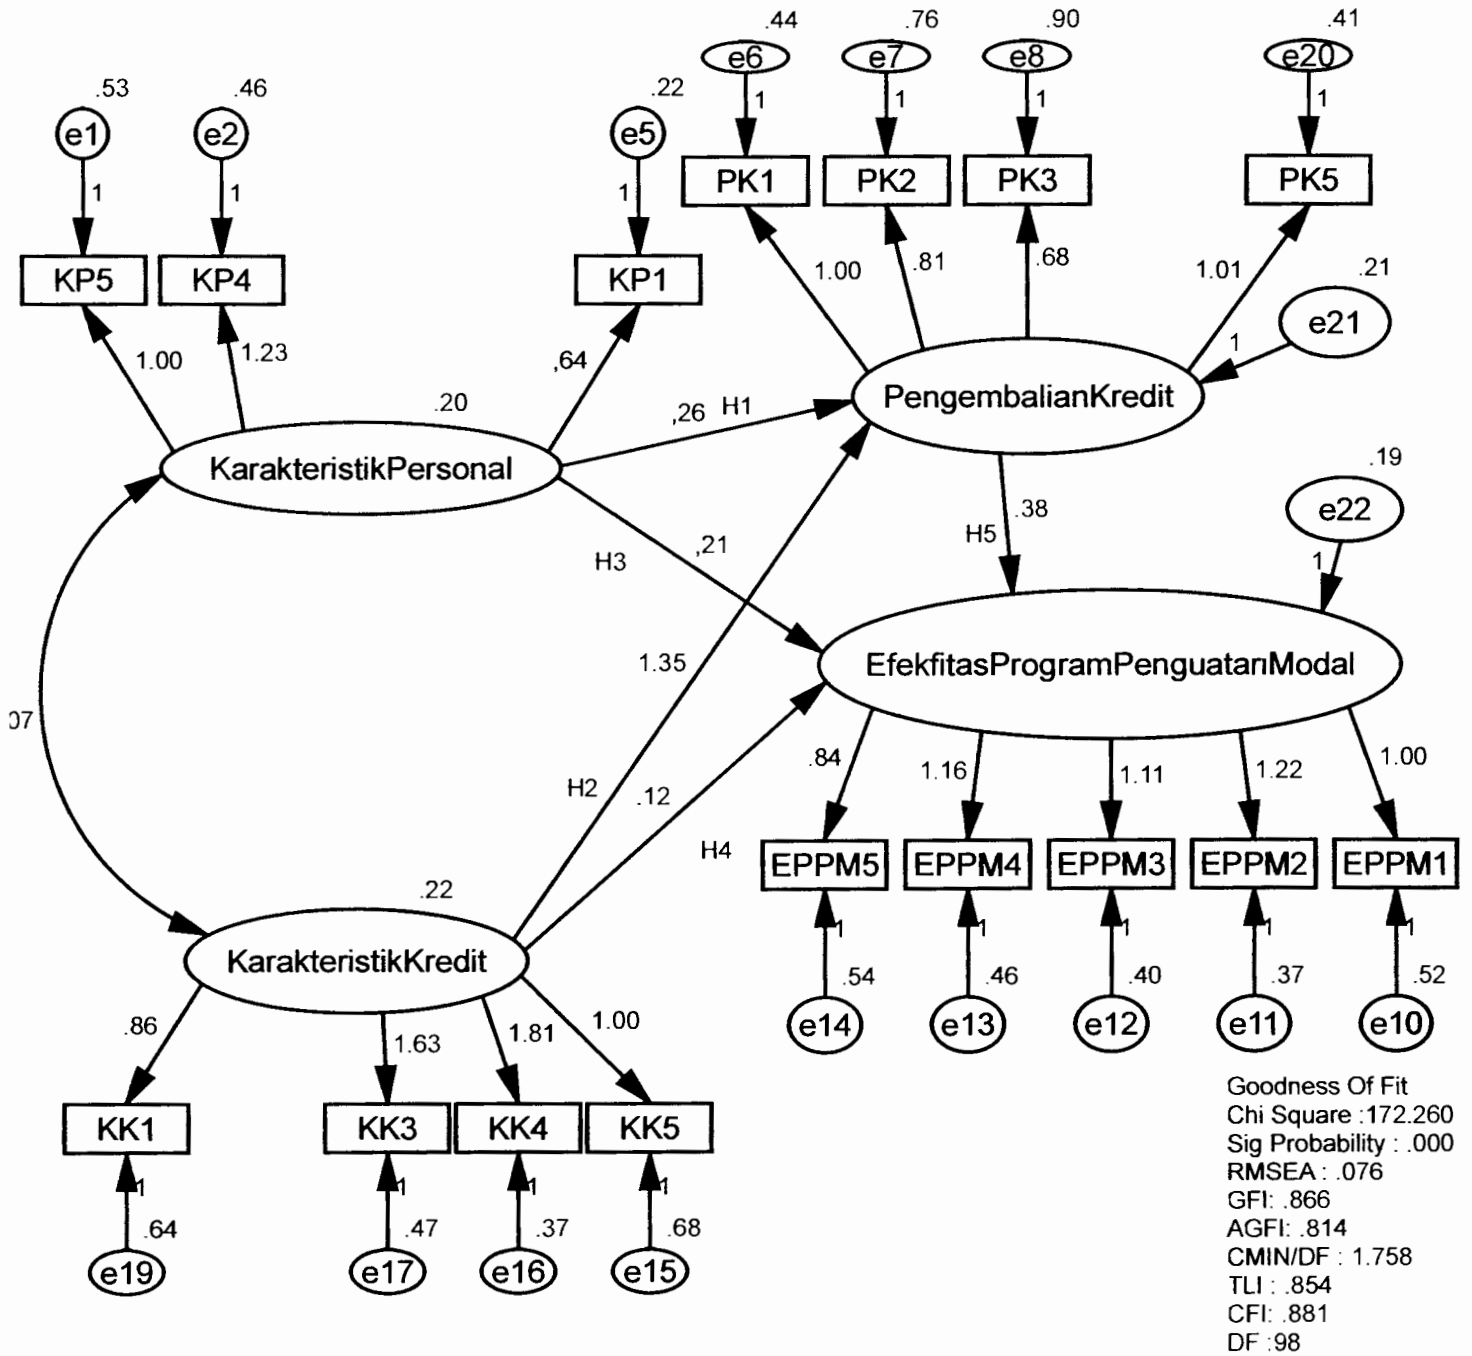 .44 .76 .90 .41
e6 e7 e8 e20
.53 .46 .22
1 1 1 1
e1 e2 e5
PK1 PK2 PK3 PK5
1 1 1
KP5 KP4 KP1
1.00 .81 .68 1.01 .21
e21
1
1.00 1.23 ,64
.20 ,26 H1 PengembalianKredit
KarakteristikPersonal
.19
.38 e22
H5
H3 ,21 1
1.35 EfekfitasProgramPenguatanModal
07
.84 1.16 1.11 1.22 1.00
H2 .12
H4 EPPM5 EPPM4 EPPM3 EPPM2 EPPM1
.22
1 1 1 1 1
KarakteristikKredit
.54 .46 .40 .37 .52
e14 e13 e12 e11 e10
.86 1.63 1.81 1.00
KK1 KK3 KK4 KK5
1 1 1 1
.64 .47 .37 .68
e19 e17 e16 e15
Goodness Of Fit
Chi Square :172.260
Sig Probability : .000
RMSEA : .076
GFI: .866
AGFI: .814
CMIN/DF : 1.758
TLI : .854
CFI: .881
DF :98